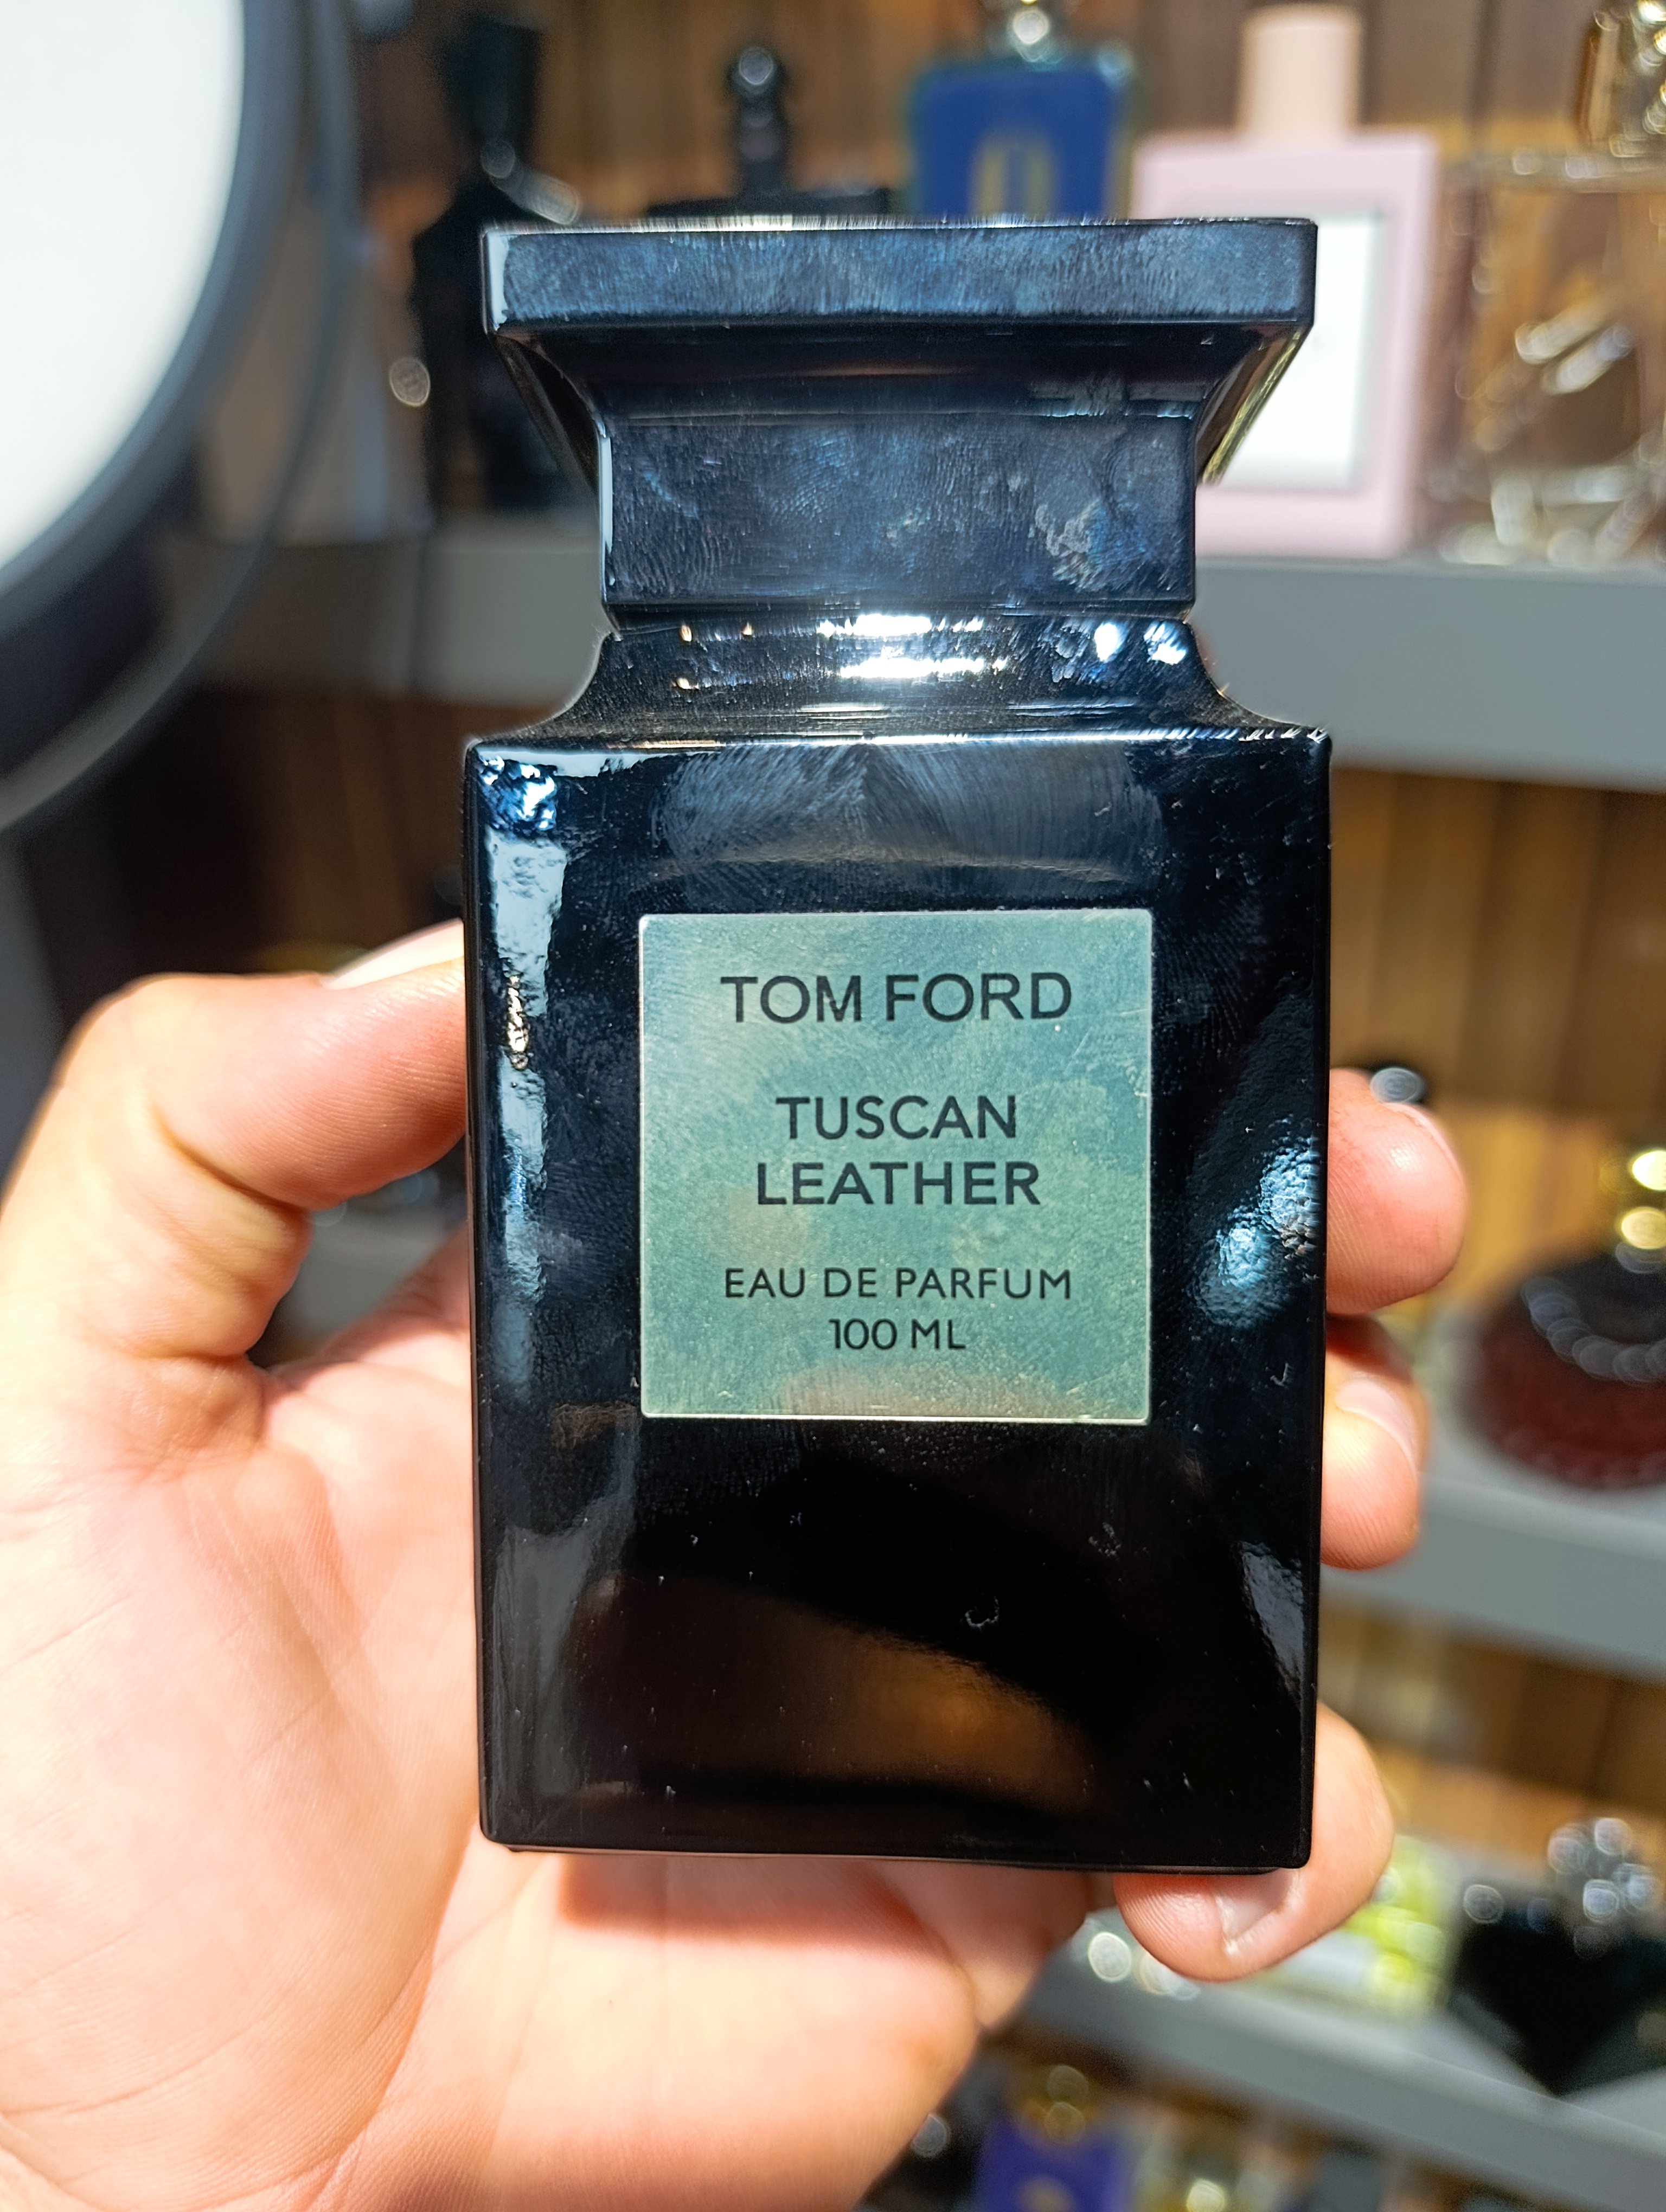 TOM FORD
TUSCAN
LEATHER
EAU DE PARFUM
100 ML